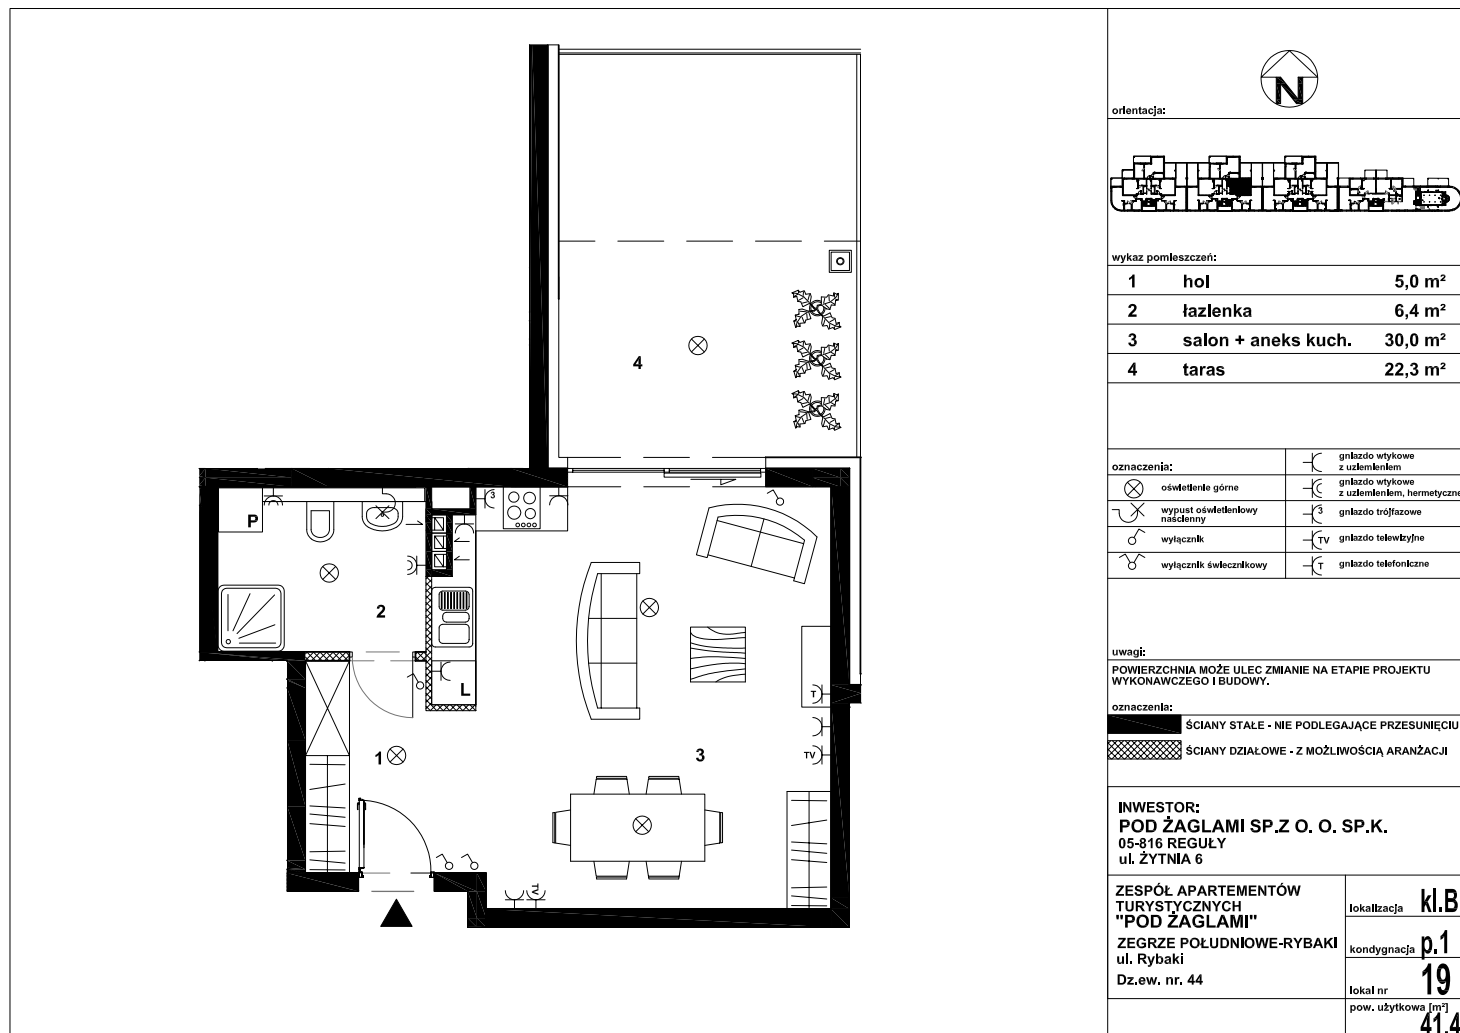 N
orientacja:
wykaz pomieszczeń:
1 hol 5,0 m²
2 łazienka 6,4 m²
3 salon + aneks kuch. 30,0 m²
4 taras 22,3 m²
oznaczenia:
gniazdo wtykowe
z uziemieniem
oświetlenie górne
gniazdo wtykowe
z uziemieniem, hermetyczne
wypust oświetleniowy
naścienny
3 gniazdo trójfazowe
wyłącznik
TV gniazdo telewizyjne
wyłącznik świecznikowy
T gniazdo telefoniczne
uwagi:
POWIERZCHNIA MOŻE ULEC ZMIANIE NA ETAPIE PROJEKTU
WYKONAWCZEGO I BUDOWY.
oznaczenia:
ŚCIANY STAŁE - NIE PODLEGAJĄCE PRZESUNIĘCIU
ŚCIANY DZIAŁOWE - Z MOŻLIWOŚCIĄ ARANŻACJI
INWESTOR:
POD ŻAGLAMI SP.Z O. O. SP.K.
05-816 REGUŁY
ul. ŻYTNIA 6
ZESPÓŁ APARTEMENTÓW
TURYSTYCZNYCH
"POD ŻAGLAMI"
ZEGRZE POŁUDNIOWE-RYBAKI
ul. Rybaki
Dz.ew. nr. 44
lokalizacja kl.B
kondygnacja p.1
lokal nr 19
pow. użytkowa [m²]
41,4
4
3
P
2
L
T
1
TV
3
TV